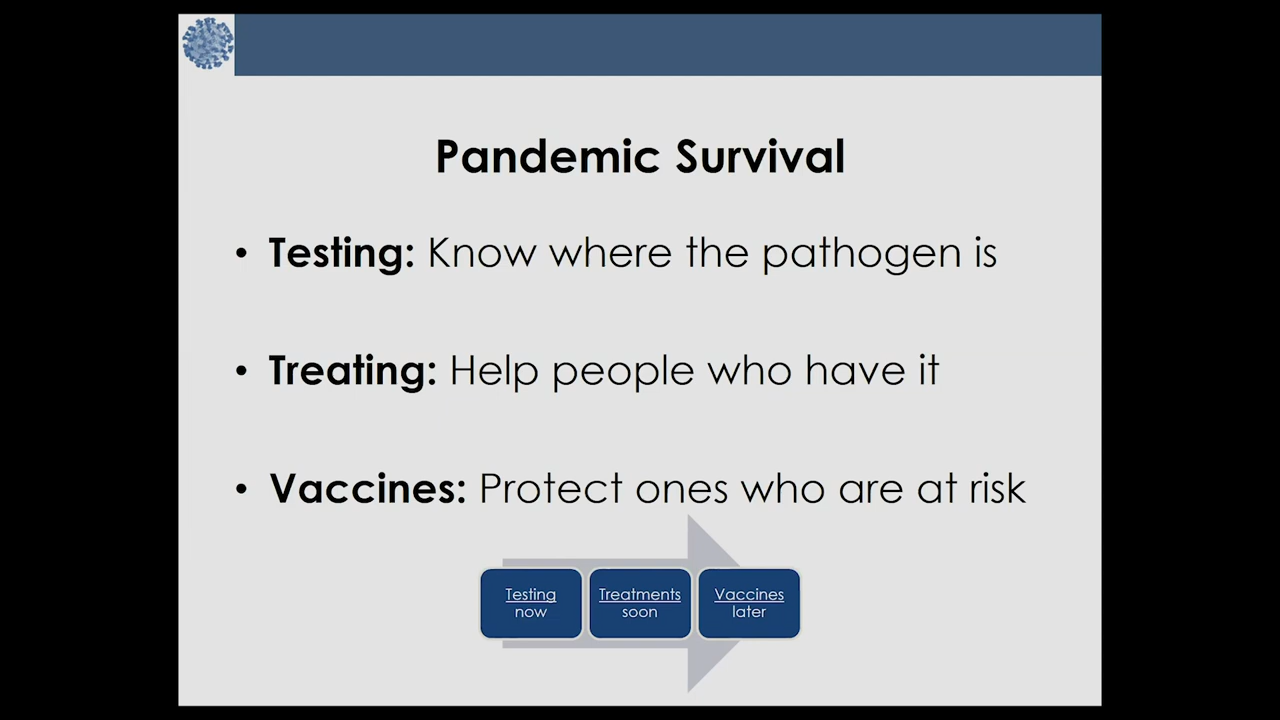 Pandemic Survival
• Testing: Know where the pathogen is
• Treating: Help people who have it
• Vaccines: Protect ones who are at risk
Testing
now
Treatments
soon
Vaccines
later